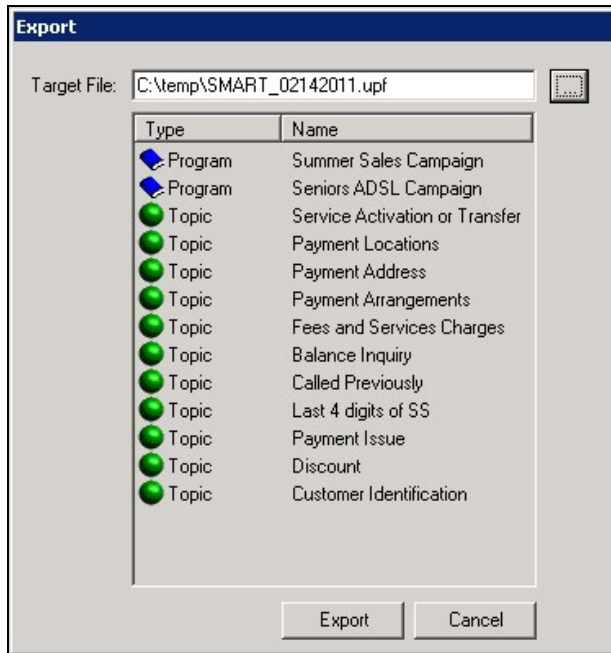 Export
Target File: C:\temp\SMART_02142011.upf ...
Type Name
Program Summer Sales Campaign
Program Seniors ADSL Campaign
Topic Service Activation or Transfer
Topic Payment Locations
Topic Payment Address
Topic Payment Arrangements
Topic Fees and Services Charges
Topic Balance Inquiry
Topic Called Previously
Topic Last 4 digits of SS
Topic Payment Issue
Topic Discount
Topic Customer Identification
Export Cancel